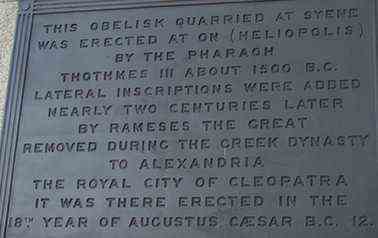 THIS OBELISK QUARRIED AT SYENE
WAS ERECTED AT ON (HELIOPOLIS)
BY THE PHARAOH
THOTHMES III ABOUT 1500 B.C.
LATERAL INSCRIPTIONS WERE ADDED
NEARLY TWO CENTURIES LATER
BY RAMESES THE GREAT
REMOVED DURING THE GREEK DYNASTY
TO ALEXANDRIA
THE ROYAL CITY OF CLEOPATRA
IT WAS THERE ERECTED IN THE
18TH YEAR OF AUGUSTUS CÆSAR B.C. 12.